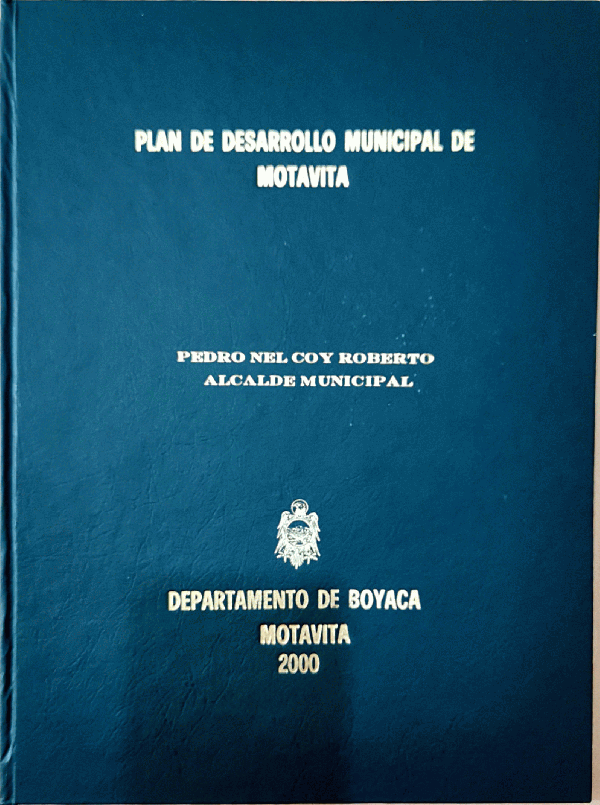 PLAN DE DESARROLLO MUNICIPAL DE
MOTAVITA
PEDRO NEL COY ROBERTO
ALCALDE MUNICIPAL
DEPARTAMENTO DE BOYACA
MOTAVITA
2000